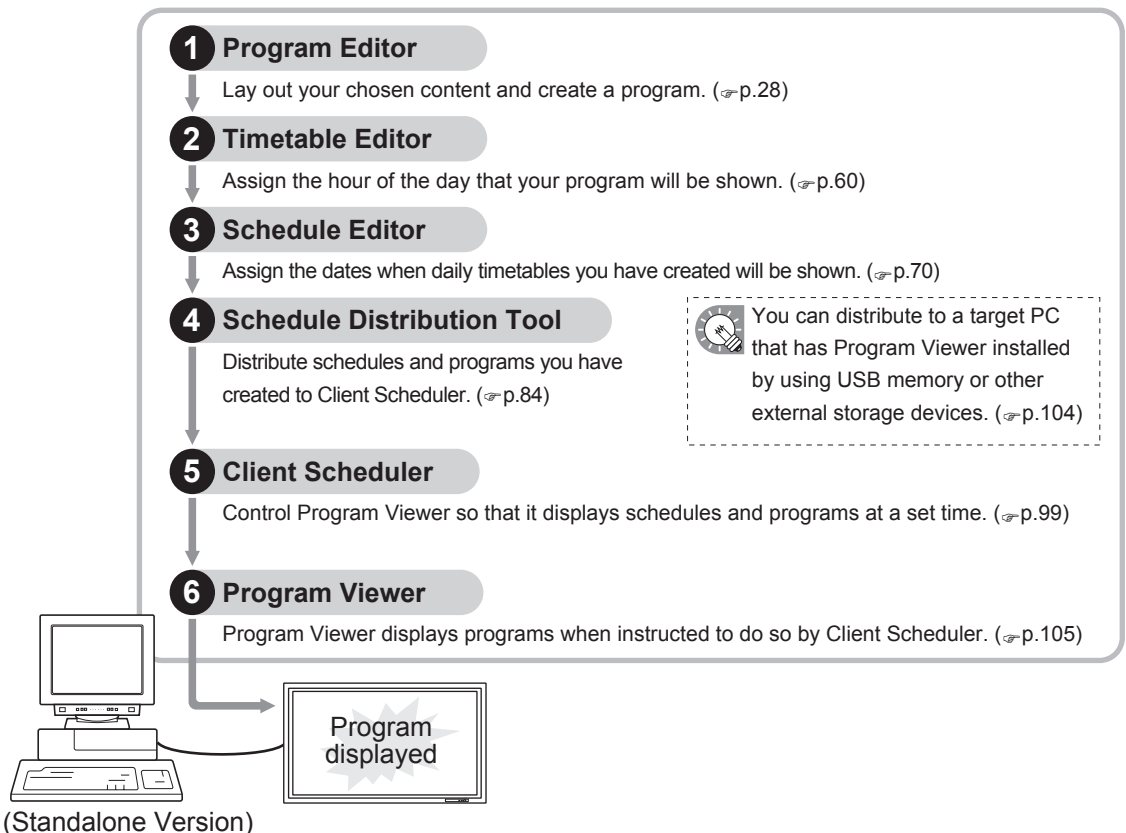 1 Program Editor
Lay out your chosen content and create a program. (☞p.28)
2 Timetable Editor
Assign the hour of the day that your program will be shown. (☞p.60)
3 Schedule Editor
Assign the dates when daily timetables you have created will be shown. (☞p.70)
4 Schedule Distribution Tool
Distribute schedules and programs you have
created to Client Scheduler. (☞p.84)
You can distribute to a target PC
that has Program Viewer installed
by using USB memory or other
external storage devices. (☞p.104)
5 Client Scheduler
Control Program Viewer so that it displays schedules and programs at a set time. (☞p.99)
6 Program Viewer
Program Viewer displays programs when instructed to do so by Client Scheduler. (☞p.105)
Program
displayed
(Standalone Version)